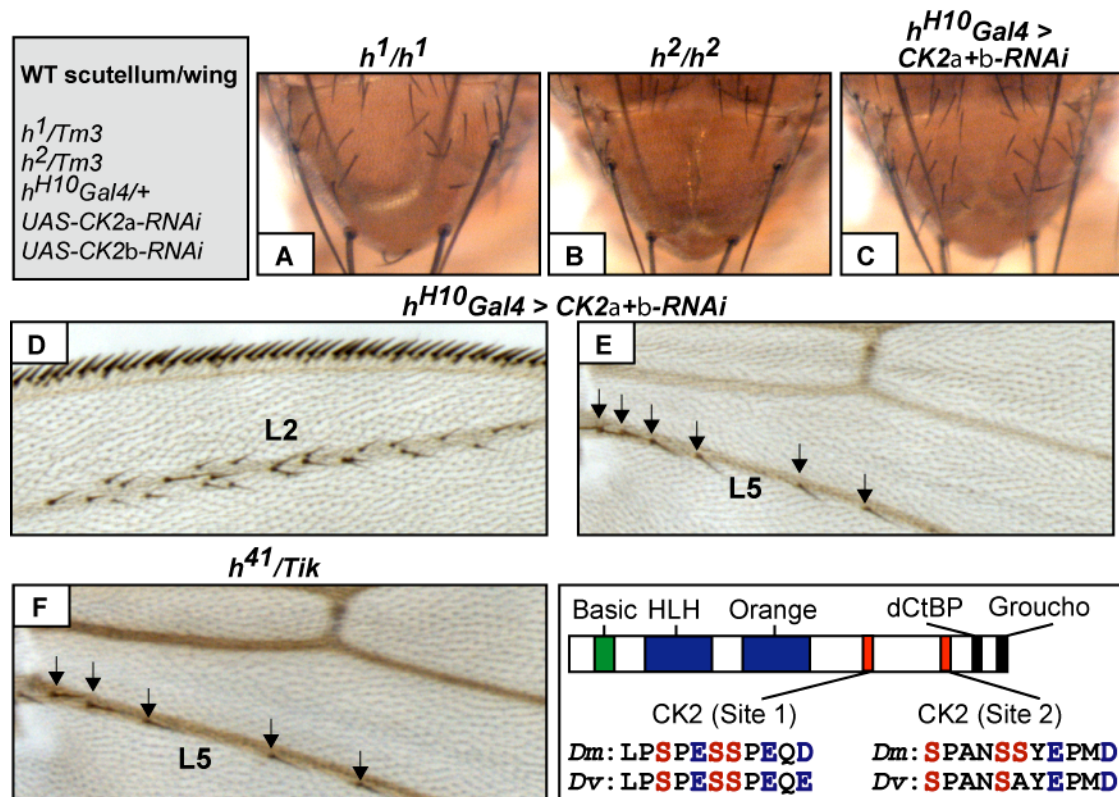 WT scutellum/wing
h1/Tm3
h2/Tm3
hH10Gal4/+
UAS-CK2a-RNAi
UAS-CK2b-RNAi
h1/h1
A
h2/h2
B
hH10Gal4 >
CK2a+b-RNAi
C
hH10Gal4 > CK2a+b-RNAi
D
L2
E
L5
h41/Tik
F
L5
Basic HLH Orange dCtBP Groucho
CK2 (Site 1) CK2 (Site 2)
Dm: LPSPESSPEQD Dm: SPANSSYEPMD
Dv: LPSPESSPEQE Dv: SPANSAYEPMD